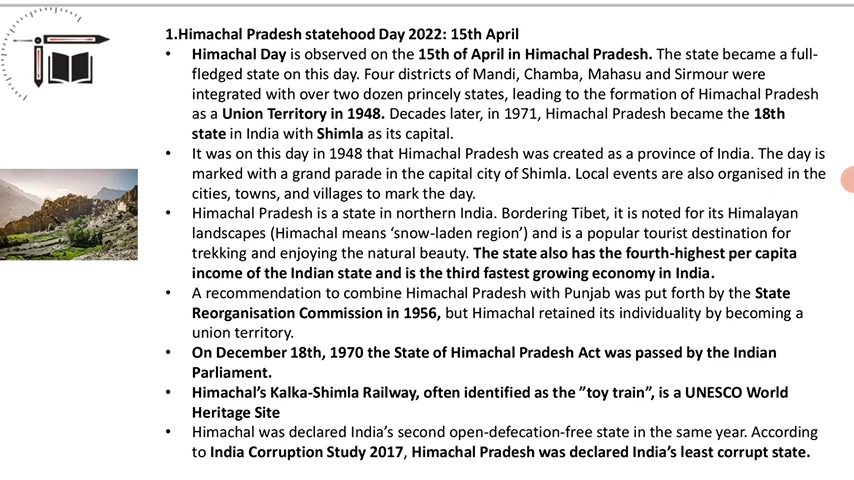 1.Himachal Pradesh statehood Day 2022: 15th April
• Himachal Day is observed on the 15th of April in Himachal Pradesh. The state became a full-
fledged state on this day. Four districts of Mandi, Chamba, Mahasu and Sirmour were
integrated with over two dozen princely states, leading to the formation of Himachal Pradesh
as a Union Territory in 1948. Decades later, in 1971, Himachal Pradesh became the 18th
state in India with Shimla as its capital.
• It was on this day in 1948 that Himachal Pradesh was created as a province of India. The day is
marked with a grand parade in the capital city of Shimla. Local events are also organised in the
cities, towns, and villages to mark the day.
• Himachal Pradesh is a state in northern India. Bordering Tibet, it is noted for its Himalayan
landscapes (Himachal means ‘snow-laden region’) and is a popular tourist destination for
trekking and enjoying the natural beauty. The state also has the fourth-highest per capita
income of the Indian state and is the third fastest growing economy in India.
• A recommendation to combine Himachal Pradesh with Punjab was put forth by the State
Reorganisation Commission in 1956, but Himachal retained its individuality by becoming a
union territory.
• On December 18th, 1970 the State of Himachal Pradesh Act was passed by the Indian
Parliament.
• Himachal’s Kalka-Shimla Railway, often identified as the ”toy train”, is a UNESCO World
Heritage Site
• Himachal was declared India’s second open-defecation-free state in the same year. According
to India Corruption Study 2017, Himachal Pradesh was declared India’s least corrupt state.